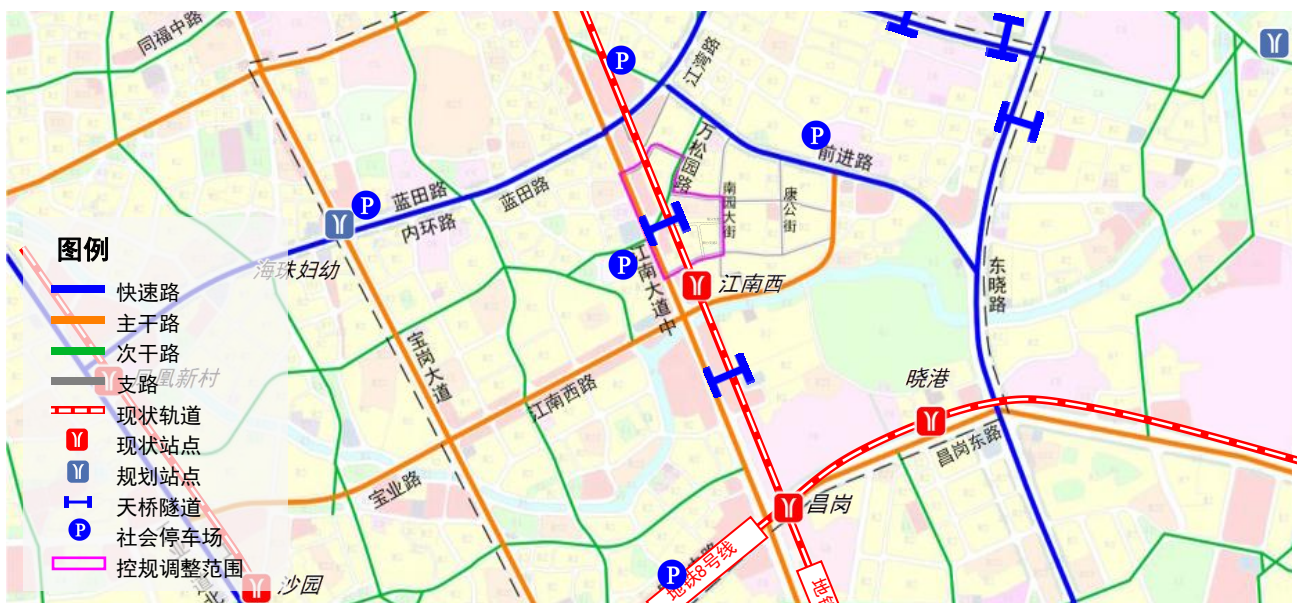 同福中路
江湾路
P
万松园路
P
前进路
蓝田路
蓝田路
P
内环路
南园大街
康公街
图例
海珠妇幼
P
江南大道中
江南西
东晓路
快速路
主干路
次干路
宝岗大道
支路
凤凰新村
晓港
江南西路
现状轨道
现状站点
昌岗东路
规划站点
宝业路
天桥隧道
昌岗
P
社会停车场
地铁8号线
P
控规调整范围
沙园
地铁